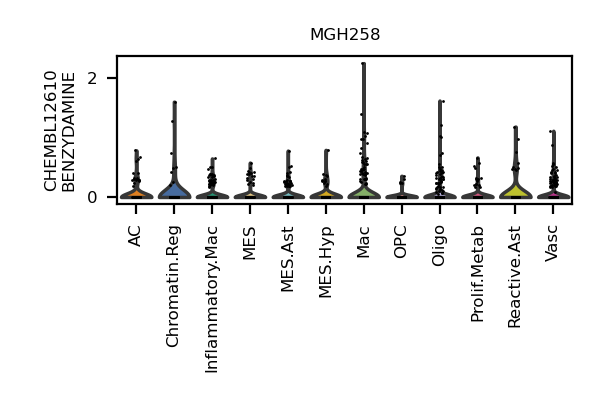 MGH258
CHEMBL12610
BENZYDAMINE
2
0
AC
Chromatin.Reg
Inflammatory.Mac
MES
MES.Ast
MES.Hyp
Mac
OPC
Oligo
Prolif.Metab
Reactive.Ast
Vasc